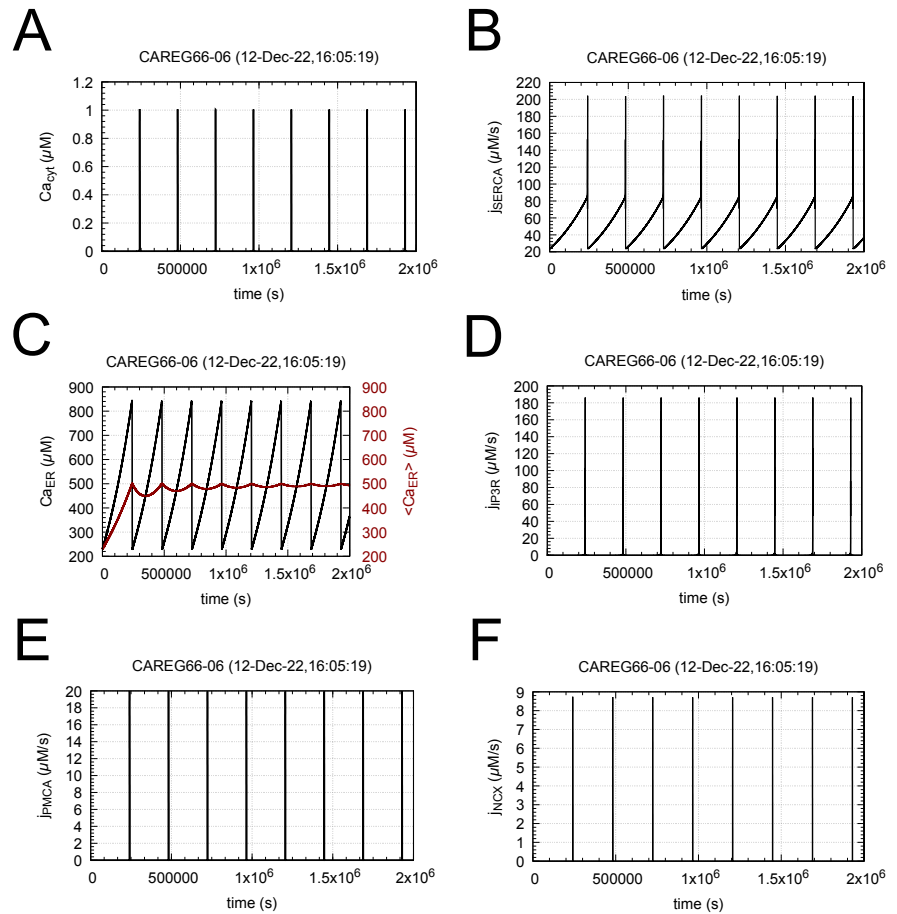 A
CAREG66-06 (12-Dec-22,16:05:19)
Ca_cyt (µM)
1.2
1
0.8
0.6
0.4
0.2
0
0 500000 1x10^6 1.5x10^6 2x10^6
time (s)
B
CAREG66-06 (12-Dec-22,16:05:19)
j_SERCA (µM/s)
220
200
180
160
140
120
100
80
60
40
20
0 500000 1x10^6 1.5x10^6 2x10^6
time (s)
C
CAREG66-06 (12-Dec-22,16:05:19)
Ca_ER (µM)
900 900
800 800
700 700
600 600
500 500
400 400
300 300
200 200
<Ca_ER> (µM)
0 500000 1x10^6 1.5x10^6 2x10^6
time (s)
D
CAREG66-06 (12-Dec-22,16:05:19)
j_IP3R (µM/s)
200
180
160
140
120
100
80
60
40
20
0
0 500000 1x10^6 1.5x10^6 2x10^6
time (s)
E
CAREG66-06 (12-Dec-22,16:05:19)
j_PMCA (µM/s)
20
18
16
14
12
10
8
6
4
2
0
0 500000 1x10^6 1.5x10^6 2x10^6
time (s)
F
CAREG66-06 (12-Dec-22,16:05:19)
j_NCX (µM/s)
9
8
7
6
5
4
3
2
1
0
0 500000 1x10^6 1.5x10^6 2x10^6
time (s)